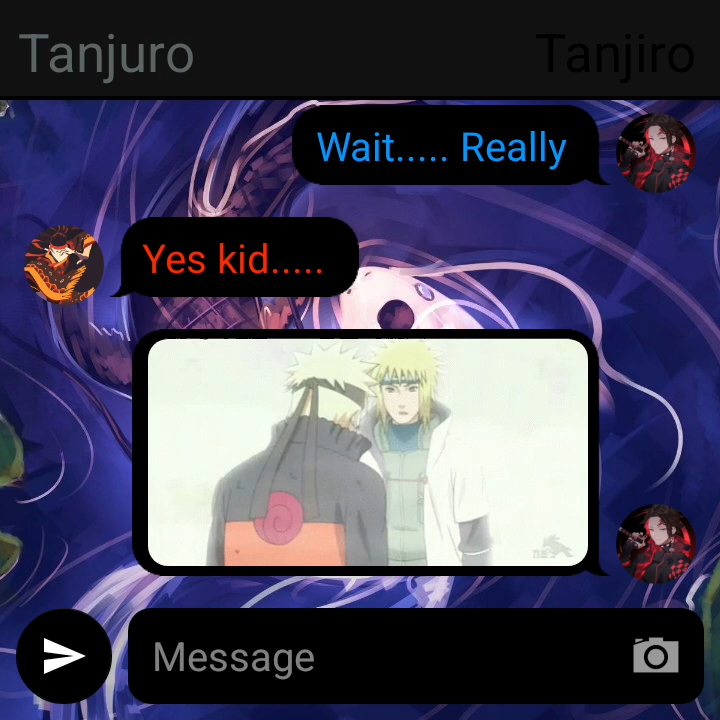 Tanjuro
Tanjiro
Wait..... Really
Yes kid.....
Message